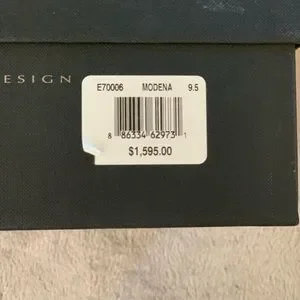 ESIGN
E70006 MODENA 9.5
8 86334 62973 1
$1,595.00